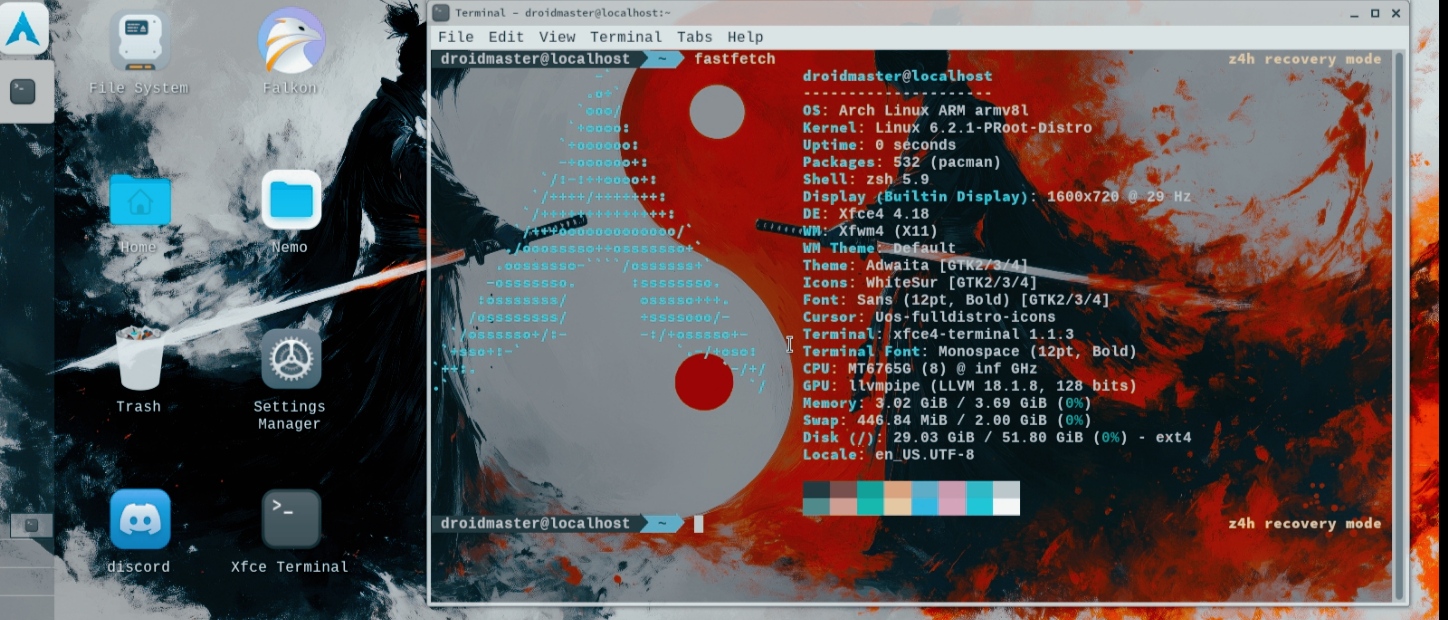 File System
Falkon
Home
Nemo
Trash
Settings
Manager
discord
Xfce Terminal
Terminal - droidmaster@localhost:~
File Edit View Terminal Tabs Help
droidmaster@localhost ~ fastfetch z4h recovery mode
droidmaster@localhost
---------------------
OS: Arch Linux ARM armv8l
Kernel: Linux 6.2.1-PRoot-Distro
Uptime: 0 seconds
Packages: 532 (pacman)
Shell: zsh 5.9
Display (Builtin Display): 1600x720 @ 29 Hz
DE: Xfce4 4.18
WM: Xfwm4 (X11)
WM Theme: Default
Theme: Adwaita [GTK2/3/4]
Icons: WhiteSur [GTK2/3/4]
Font: Sans (12pt, Bold) [GTK2/3/4]
Cursor: Uos-fulldistro-icons
Terminal: xfce4-terminal 1.1.3
Terminal Font: Monospace (12pt, Bold)
CPU: MT6765G (8) @ inf GHz
GPU: llvmpipe (LLVM 18.1.8, 128 bits)
Memory: 3.02 GiB / 3.69 GiB (0%)
Swap: 446.84 MiB / 2.00 GiB (0%)
Disk (/): 29.03 GiB / 51.80 GiB (0%) - ext4
Locale: en_US.UTF-8
droidmaster@localhost ~ z4h recovery mode